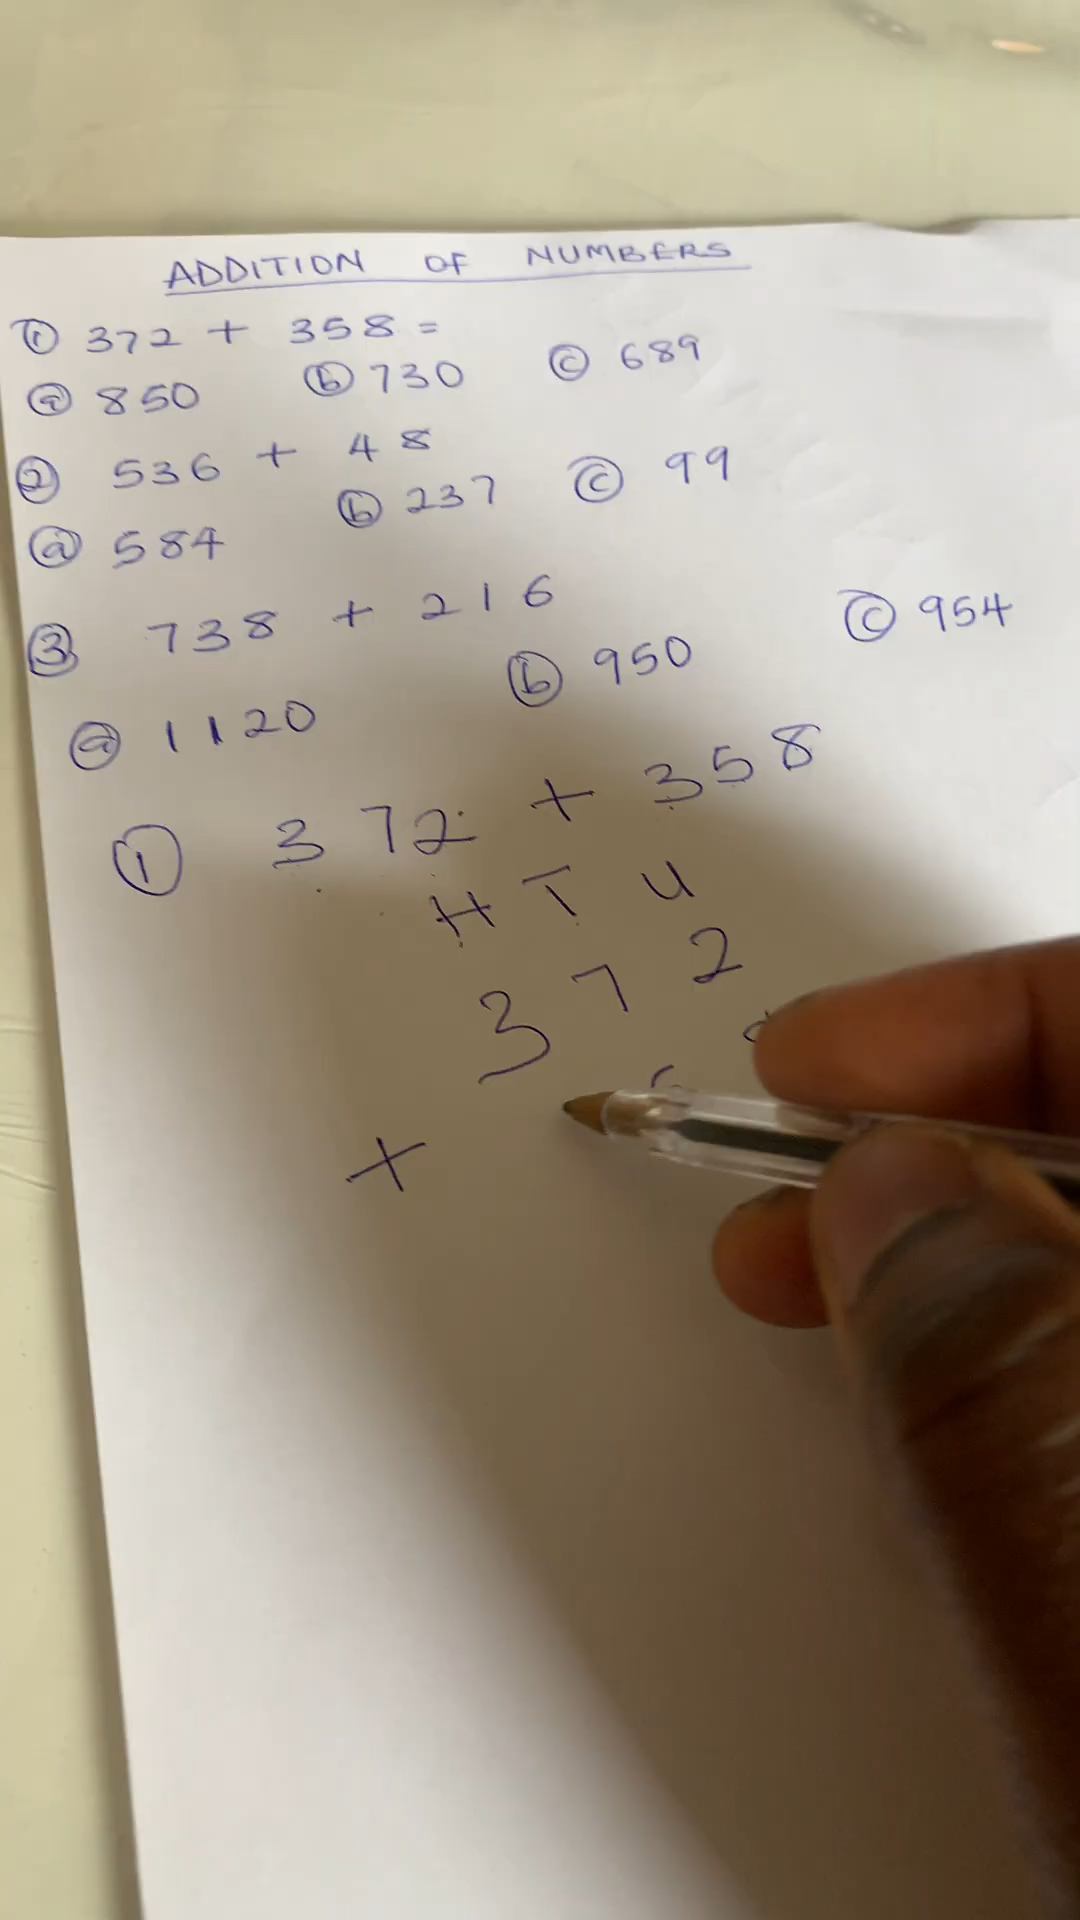 ADDITION OF NUMBERS
① 372 + 358 =
ⓐ 850 ⓑ 730 ⓒ 689
② 536 + 48
ⓐ 584 ⓑ 237 ⓒ 99
③ 738 + 216
ⓐ 1120 ⓑ 950 ⓒ 954
① 372 + 358
H T U
3 7 2
+